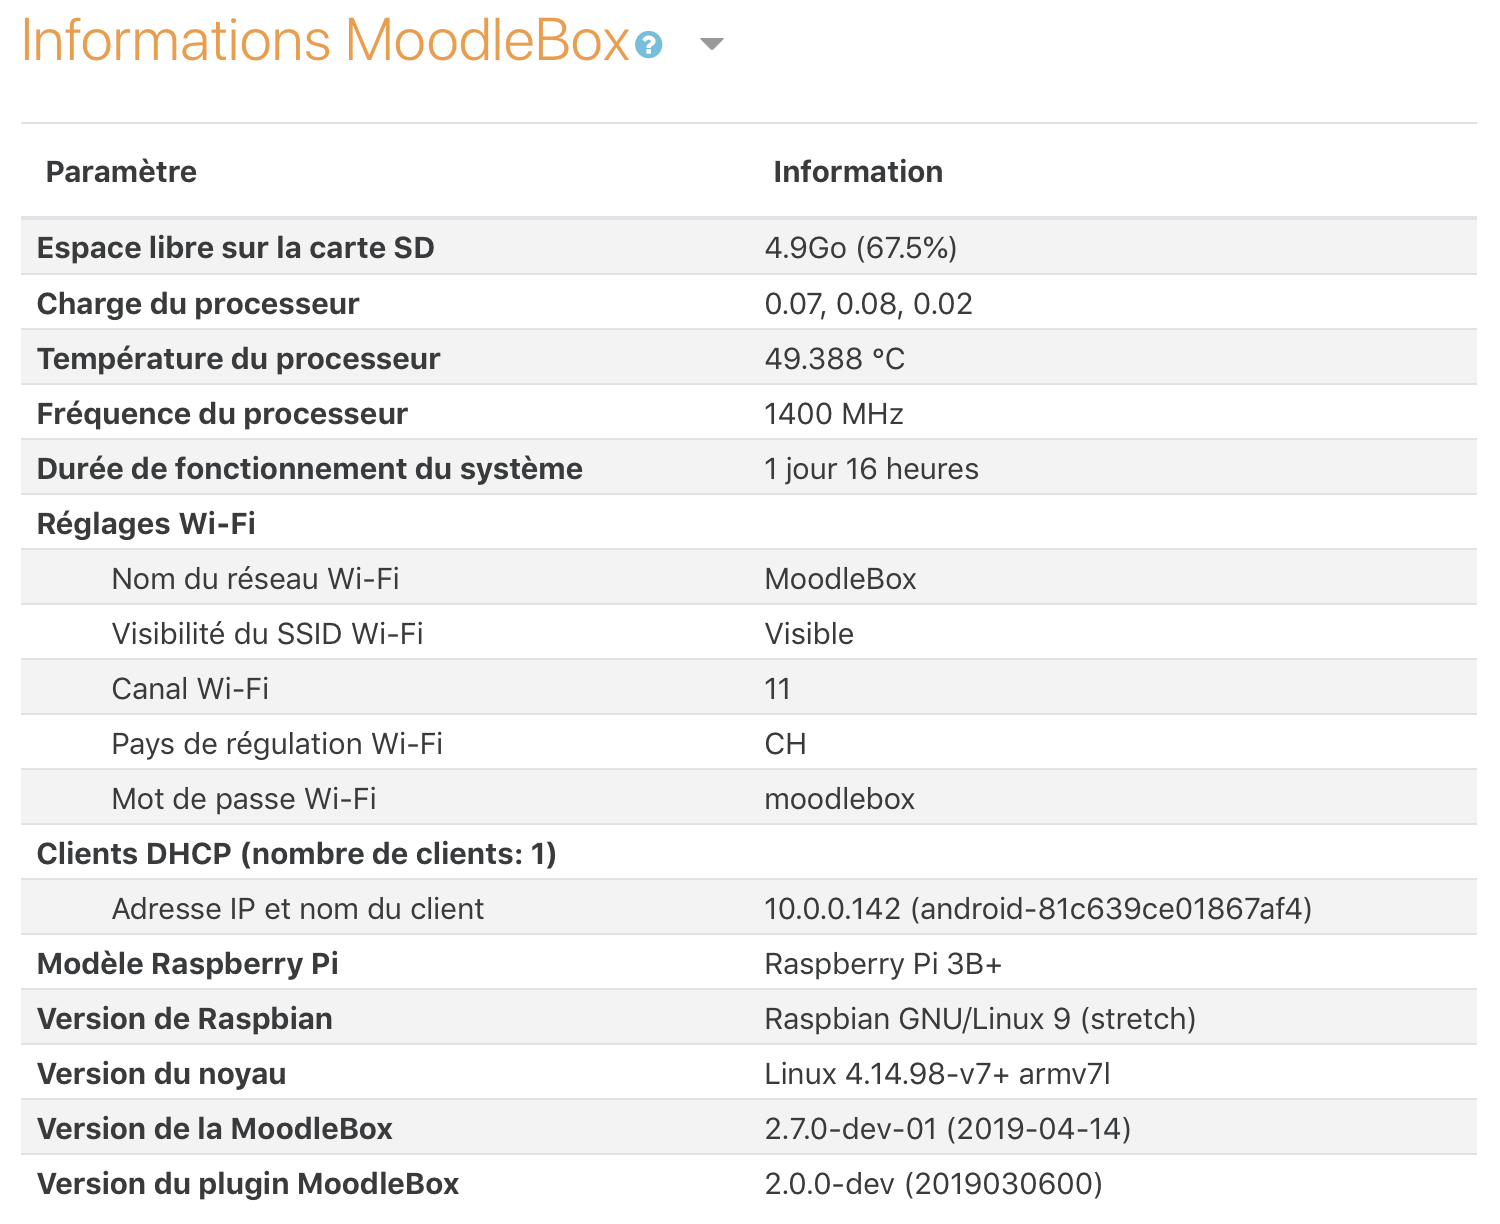 Informations MoodleBox
Paramètre Information
Espace libre sur la carte SD 4.9Go (67.5%)
Charge du processeur 0.07, 0.08, 0.02
Température du processeur 49.388 °C
Fréquence du processeur 1400 MHz
Durée de fonctionnement du système 1 jour 16 heures
Réglages Wi-Fi
Nom du réseau Wi-Fi MoodleBox
Visibilité du SSID Wi-Fi Visible
Canal Wi-Fi 11
Pays de régulation Wi-Fi CH
Mot de passe Wi-Fi moodlebox
Clients DHCP (nombre de clients: 1)
Adresse IP et nom du client 10.0.0.142 (android-81c639ce01867af4)
Modèle Raspberry Pi Raspberry Pi 3B+
Version de Raspbian Raspbian GNU/Linux 9 (stretch)
Version du noyau Linux 4.14.98-v7+ armv7l
Version de la MoodleBox 2.7.0-dev-01 (2019-04-14)
Version du plugin MoodleBox 2.0.0-dev (2019030600)